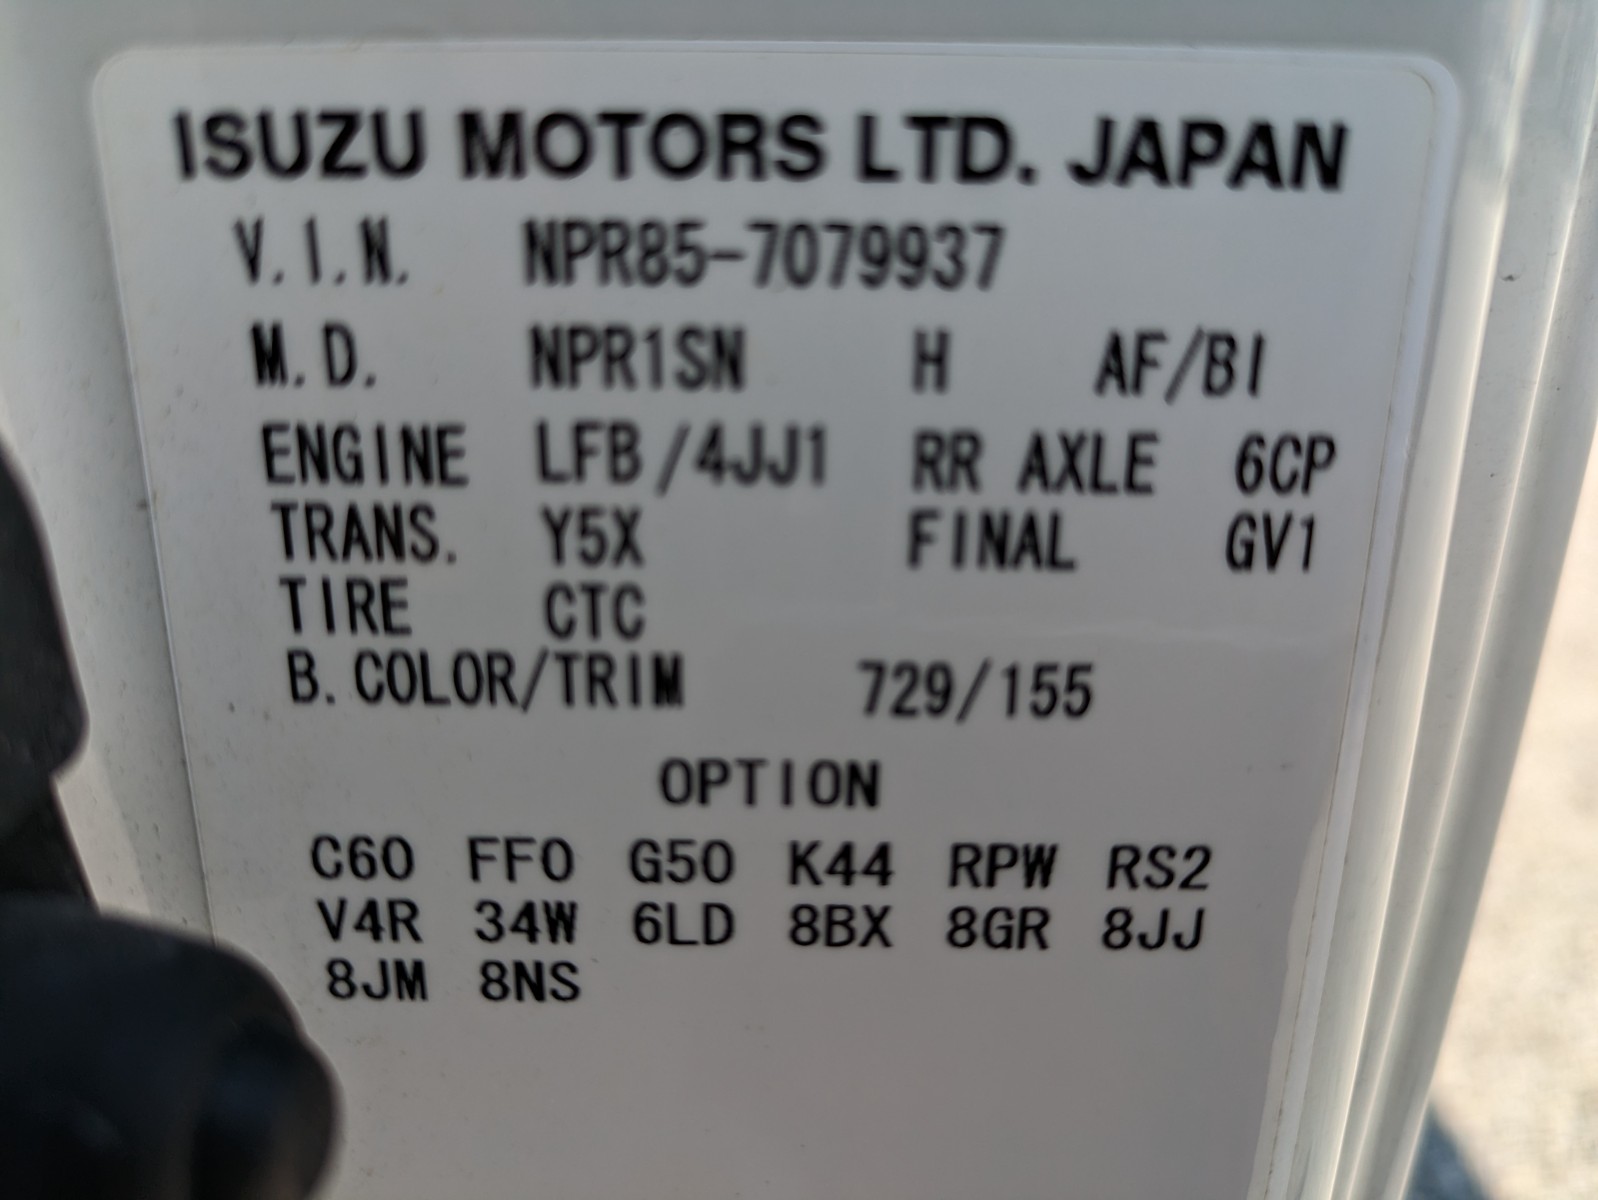 ISUZU MOTORS LTD. JAPAN
V.I.N. NPR85-7079937
M.D. NPR1SN H AF/BI
ENGINE LFB/4JJ1 RR AXLE 6CP
TRANS. Y5X FINAL GV1
TIRE CTC
B.COLOR/TRIM 729/155
OPTION
C60 FF0 G50 K44 RPW RS2
V4R 34W 6LD 8BX 8GR 8JJ
8JM 8NS